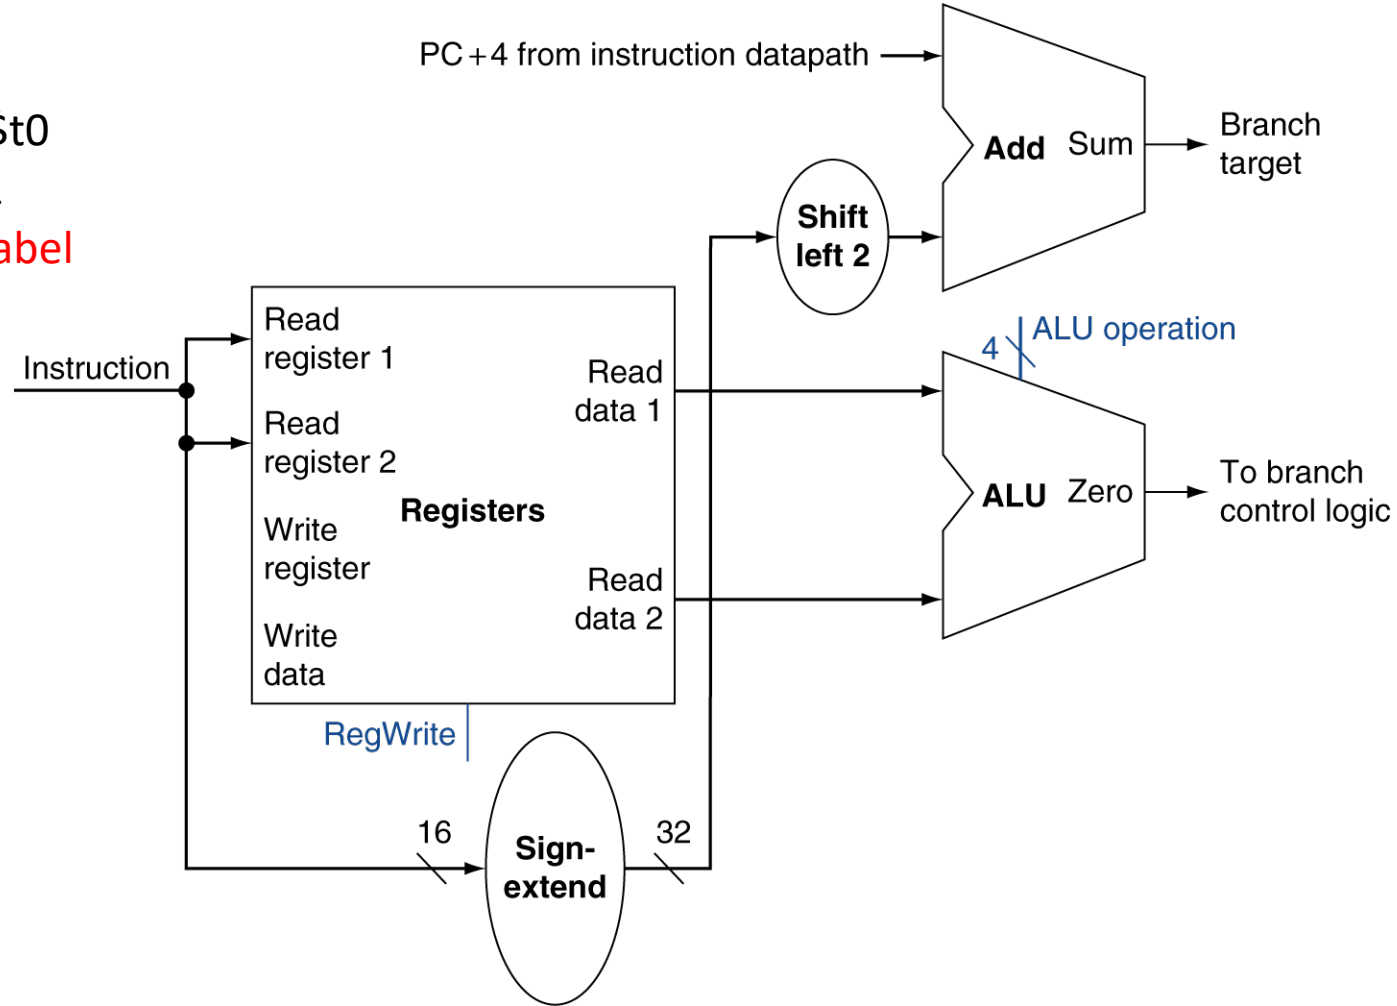 PC+4 from instruction datapath
$t0
Add Sum
Branch
target
Shift
left 2
abel
Read
register 1
ALU operation
4
Instruction
Read
data 1
Read
register 2
ALU Zero
To branch
control logic
Registers
Write
register
Read
data 2
Write
data
RegWrite
16
32
Sign-
extend